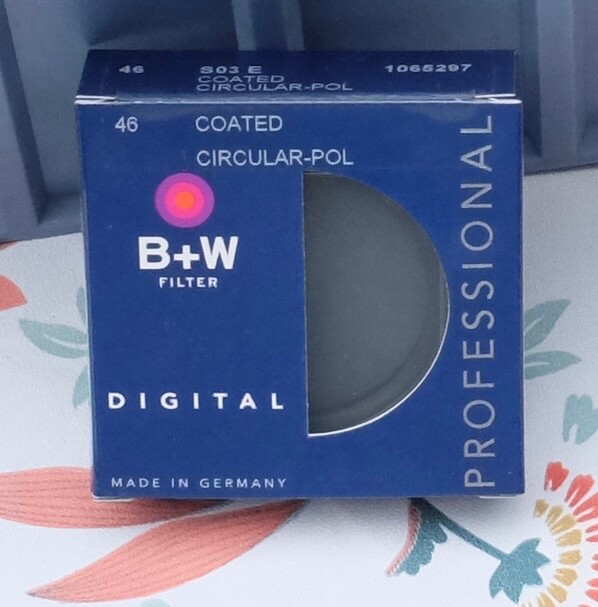 46 S03 E 1065297
COATED
CIRCULAR-POL
46 COATED
CIRCULAR-POL
B+W
FILTER
DIGITAL
MADE IN GERMANY
PROFESSIONAL